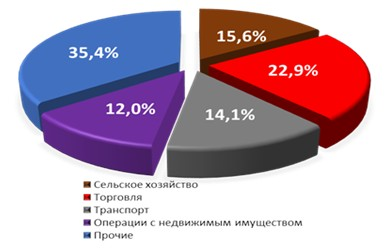 35,4%
15,6%
22,9%
12,0%
14,1%
Сельское хозяйство
Торговля
Транспорт
Операции с недвижимым имуществом
Прочие